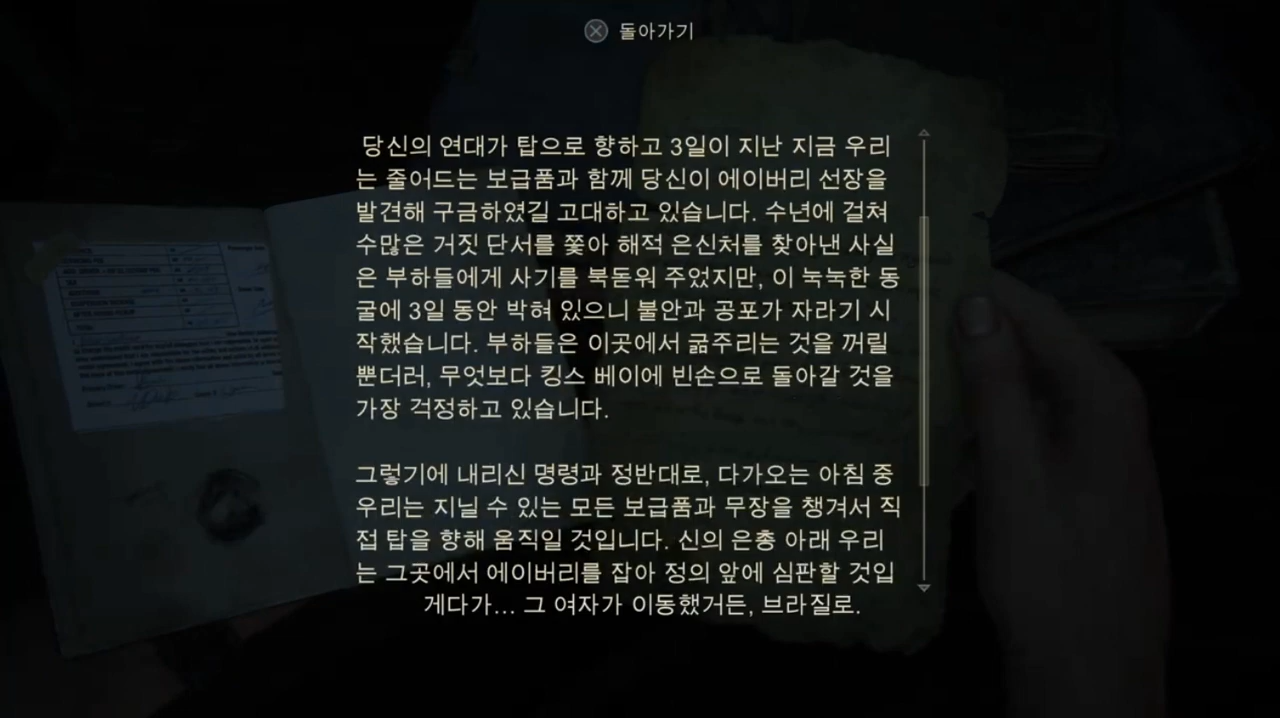 돌아가기
당신의 연대가 탑으로 향하고 3일이 지난 지금 우리
는 줄어드는 보급품과 함께 당신이 에이버리 선장을
발견해 구금하였길 고대하고 있습니다. 수년에 걸쳐
수많은 거짓 단서를 쫓아 해적 은신처를 찾아낸 사실
은 부하들에게 사기를 북돋워 주었지만, 이 눅눅한 동
굴에 3일 동안 박혀 있으니 불안과 공포가 자라기 시
작했습니다. 부하들은 이곳에서 굶주리는 것을 꺼릴
뿐더러, 무엇보다 킹스 베이에 빈손으로 돌아갈 것을
가장 걱정하고 있습니다.
그렇기에 내리신 명령과 정반대로, 다가오는 아침 중
우리는 지닐 수 있는 모든 보급품과 무장을 챙겨서 직
접 탑을 향해 움직일 것입니다. 신의 은총 아래 우리
는 그곳에서 에이버리를 잡아 정의 앞에 심판할 것입
게다가... 그 여자가 이동했거든, 브라질로.